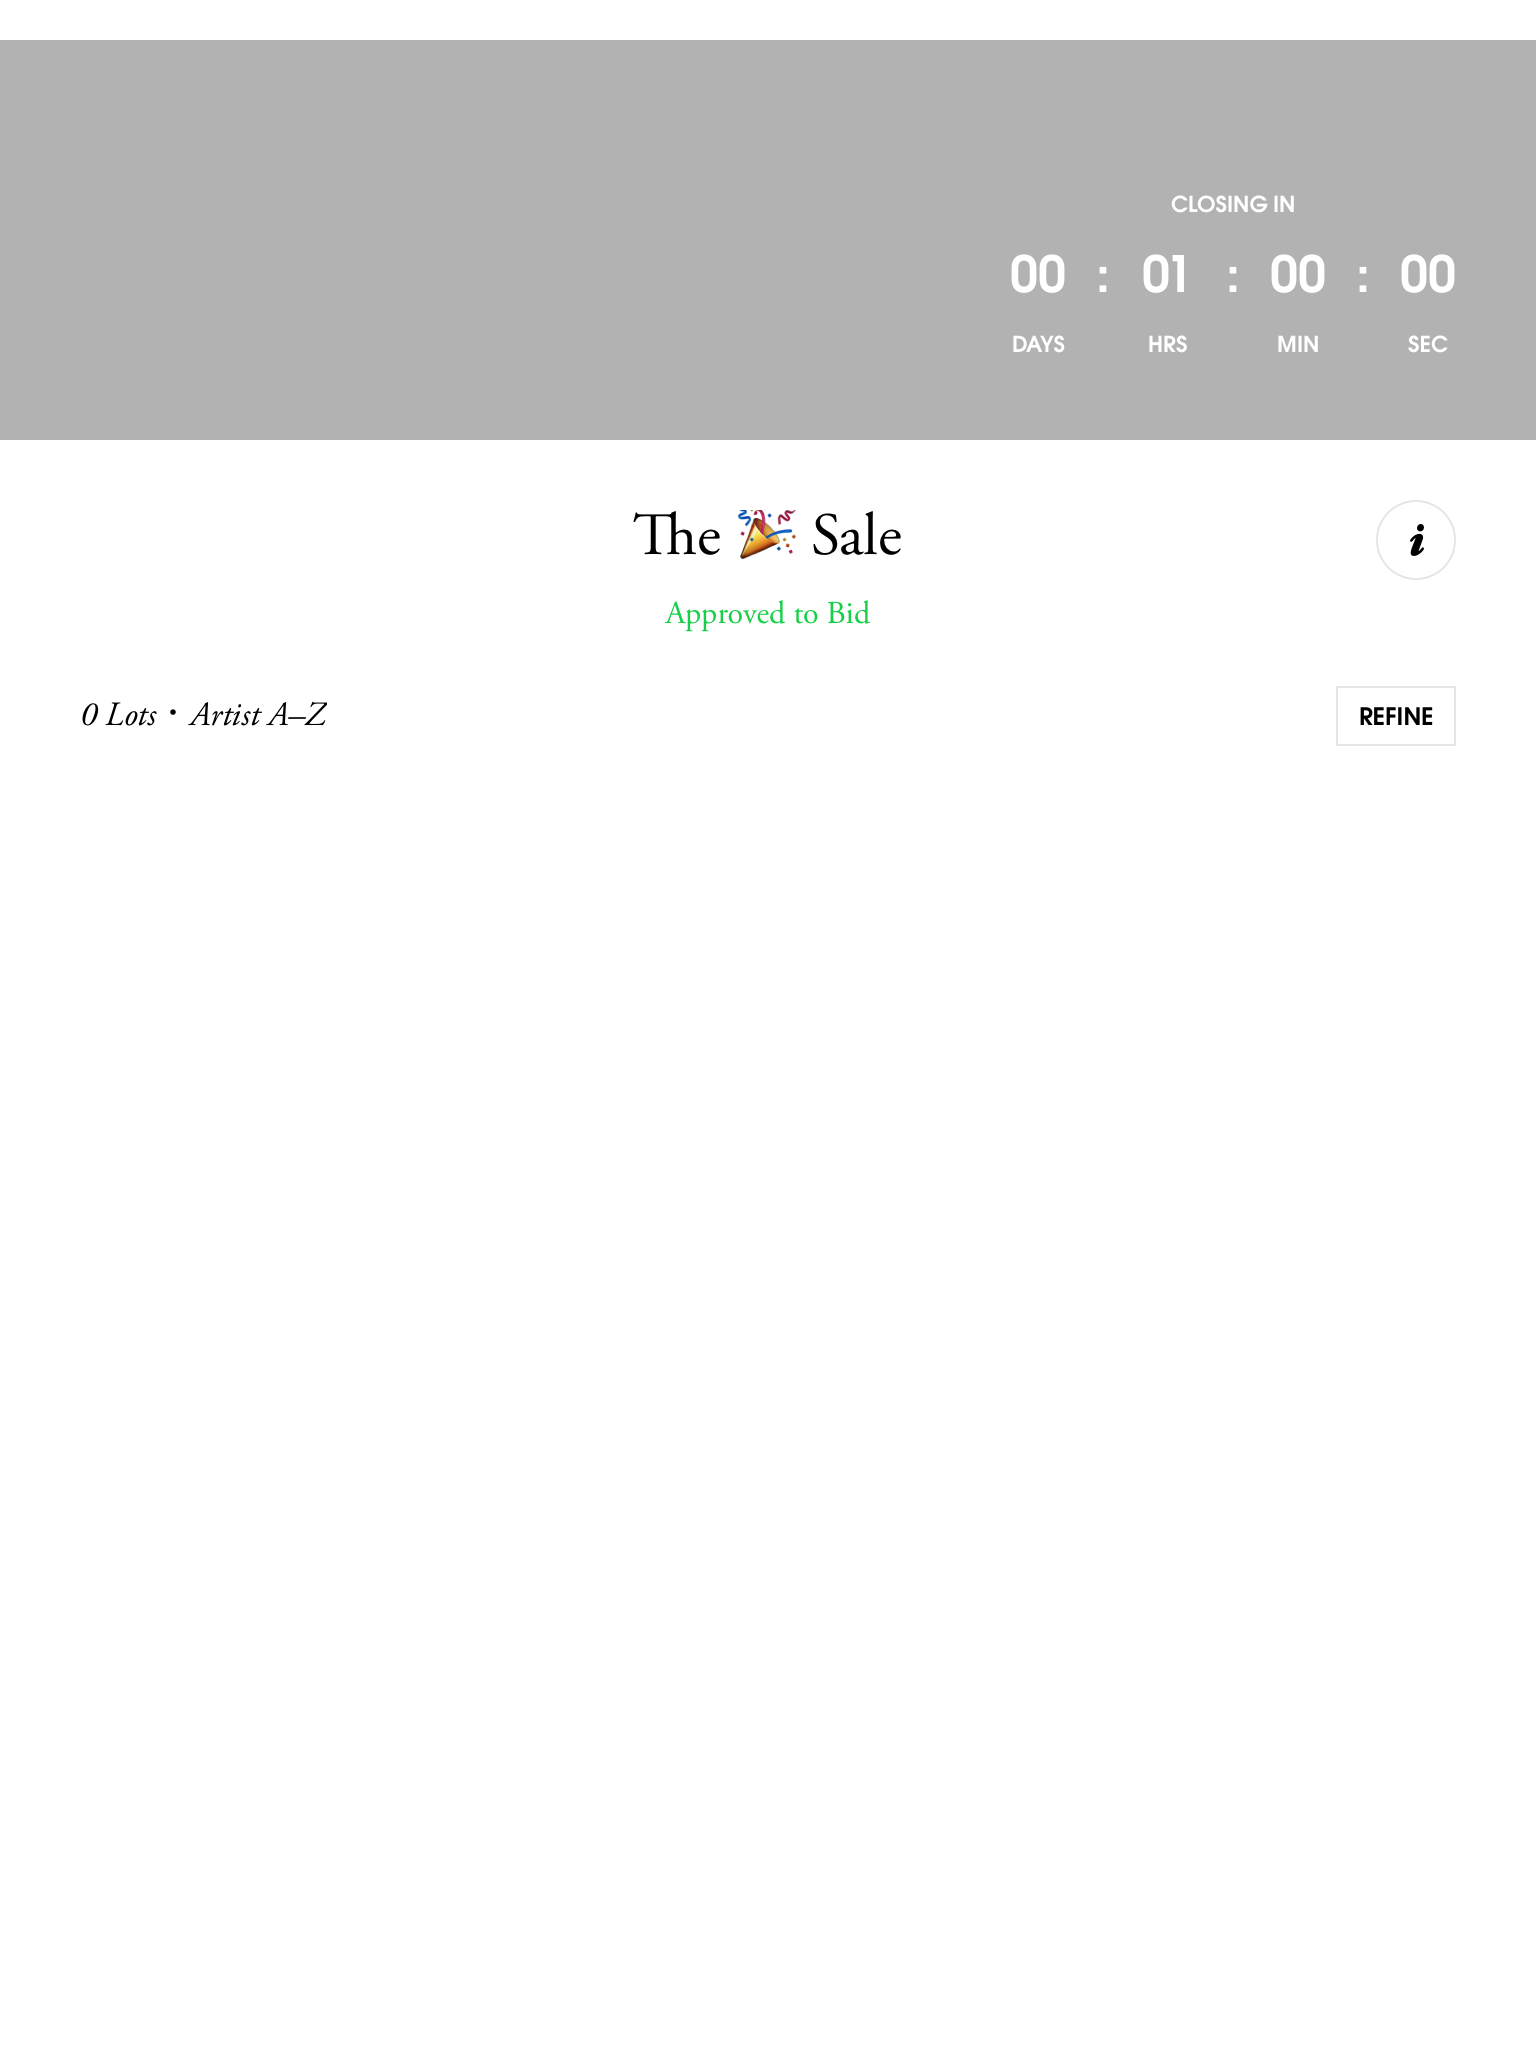 CLOSING IN
00 : 01 : 00 : 00
DAYS HRS MIN SEC
The 🎉 Sale
i
Approved to Bid
0 Lots • Artist A–Z
REFINE